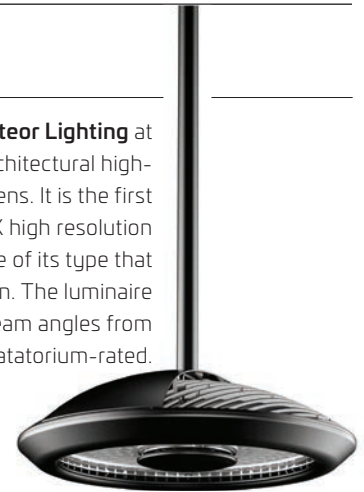 teor Lighting at
chitectural high-
ens. It is the first
X high resolution
e of its type that
n. The luminaire
eam angles from
atatorium-rated.